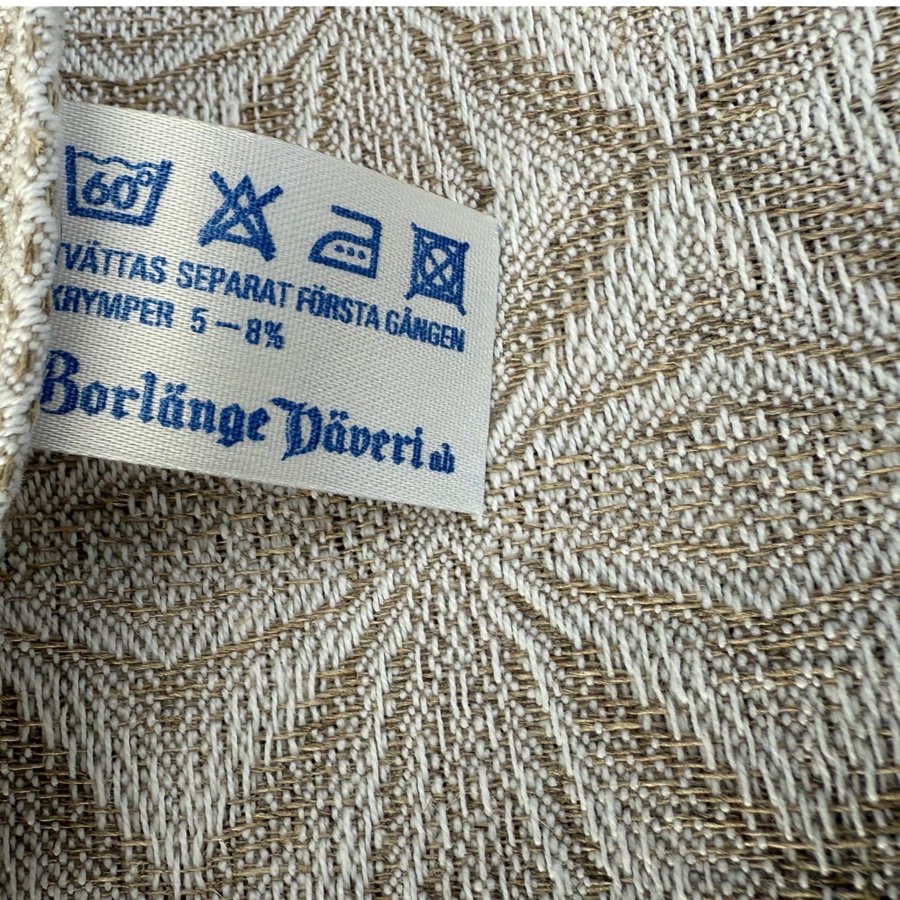 60°
TVÄTTAS SEPARAT FÖRSTA GÅNGEN
KRYMPER 5 – 8%
Borlänge Väveri ab